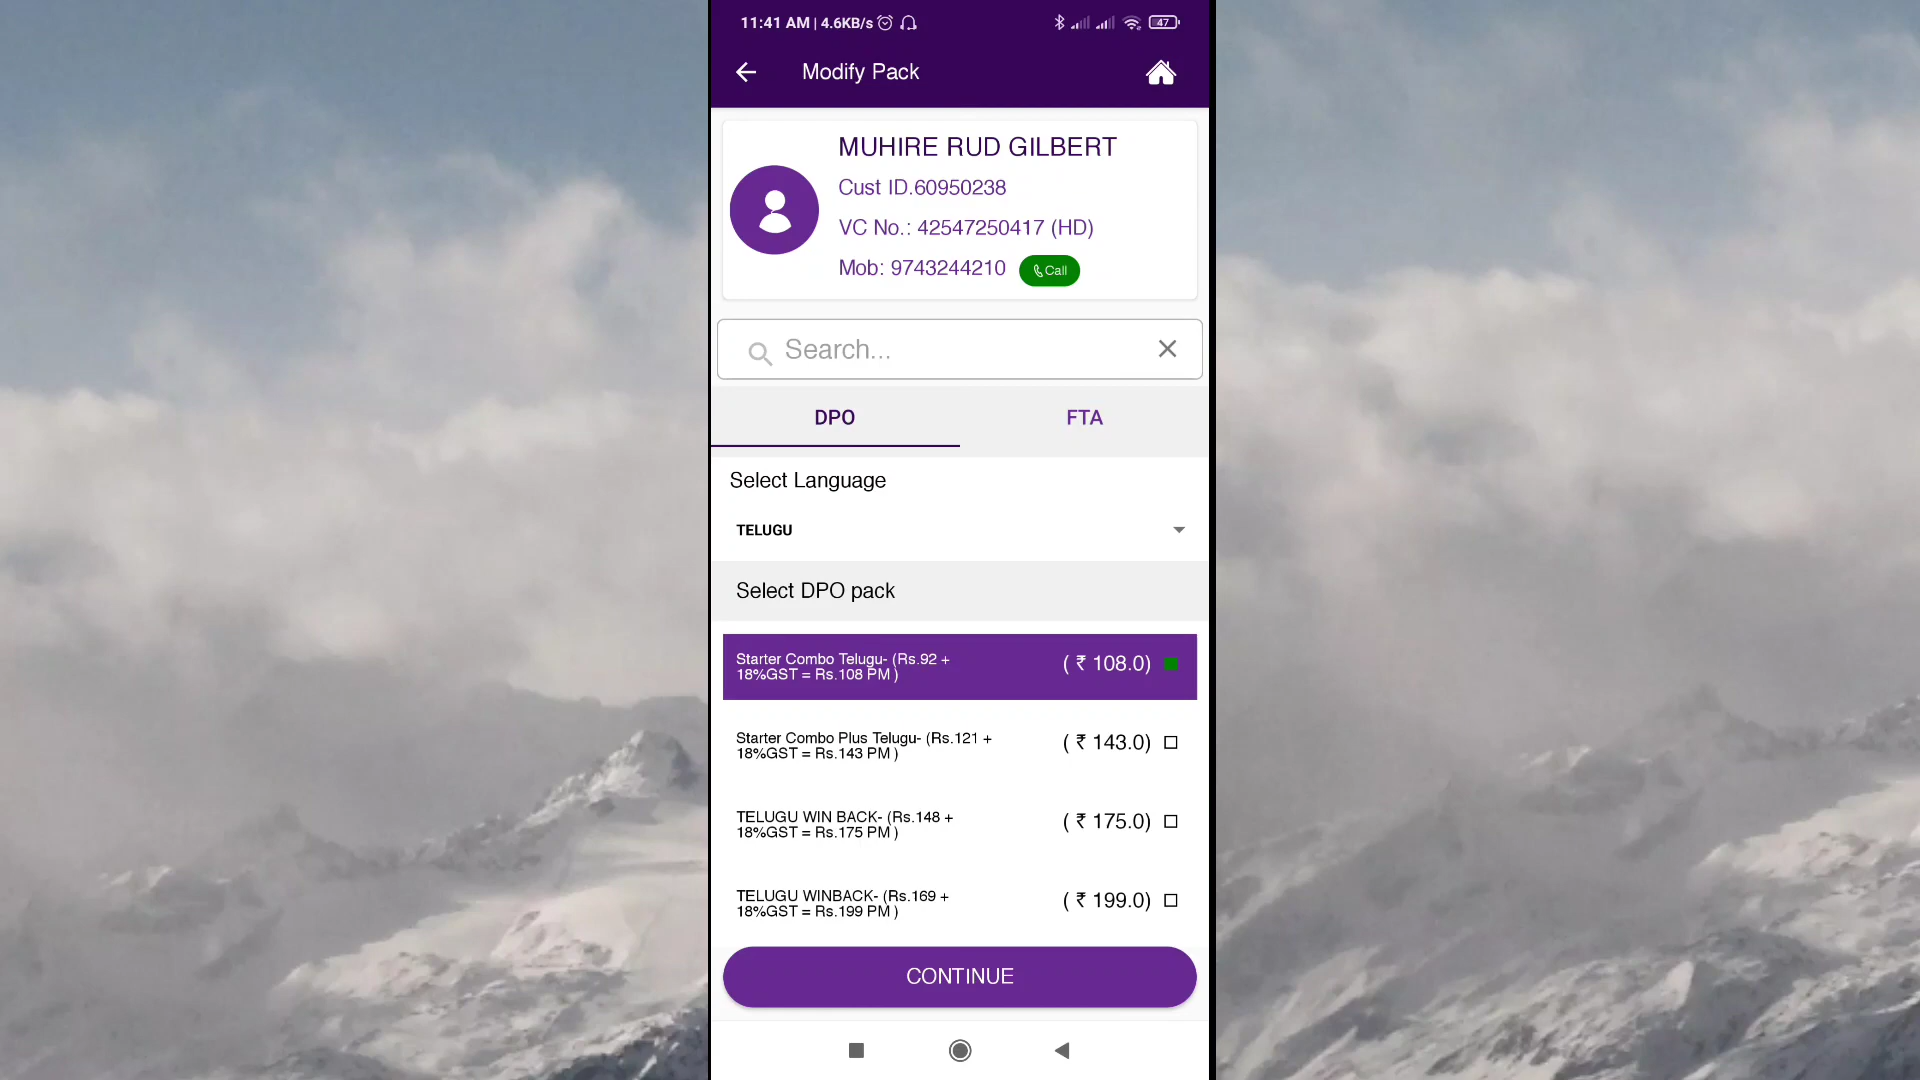 11:41 AM | 4.6KB/s
47
Modify Pack
MUHIRE RUD GILBERT
Cust ID.60950238
VC No.: 42547250417 (HD)
Mob: 9743244210
Call
Search...
DPO
FTA
Select Language
TELUGU
Select DPO pack
Starter Combo Telugu- (Rs.92 +
18%GST = Rs.108 PM )
( ₹ 108.0)
Starter Combo Plus Telugu- (Rs.121 +
18%GST = Rs.143 PM )
( ₹ 143.0)
TELUGU WIN BACK- (Rs.148 +
18%GST = Rs.175 PM )
( ₹ 175.0)
TELUGU WINBACK- (Rs.169 +
18%GST = Rs.199 PM )
( ₹ 199.0)
CONTINUE